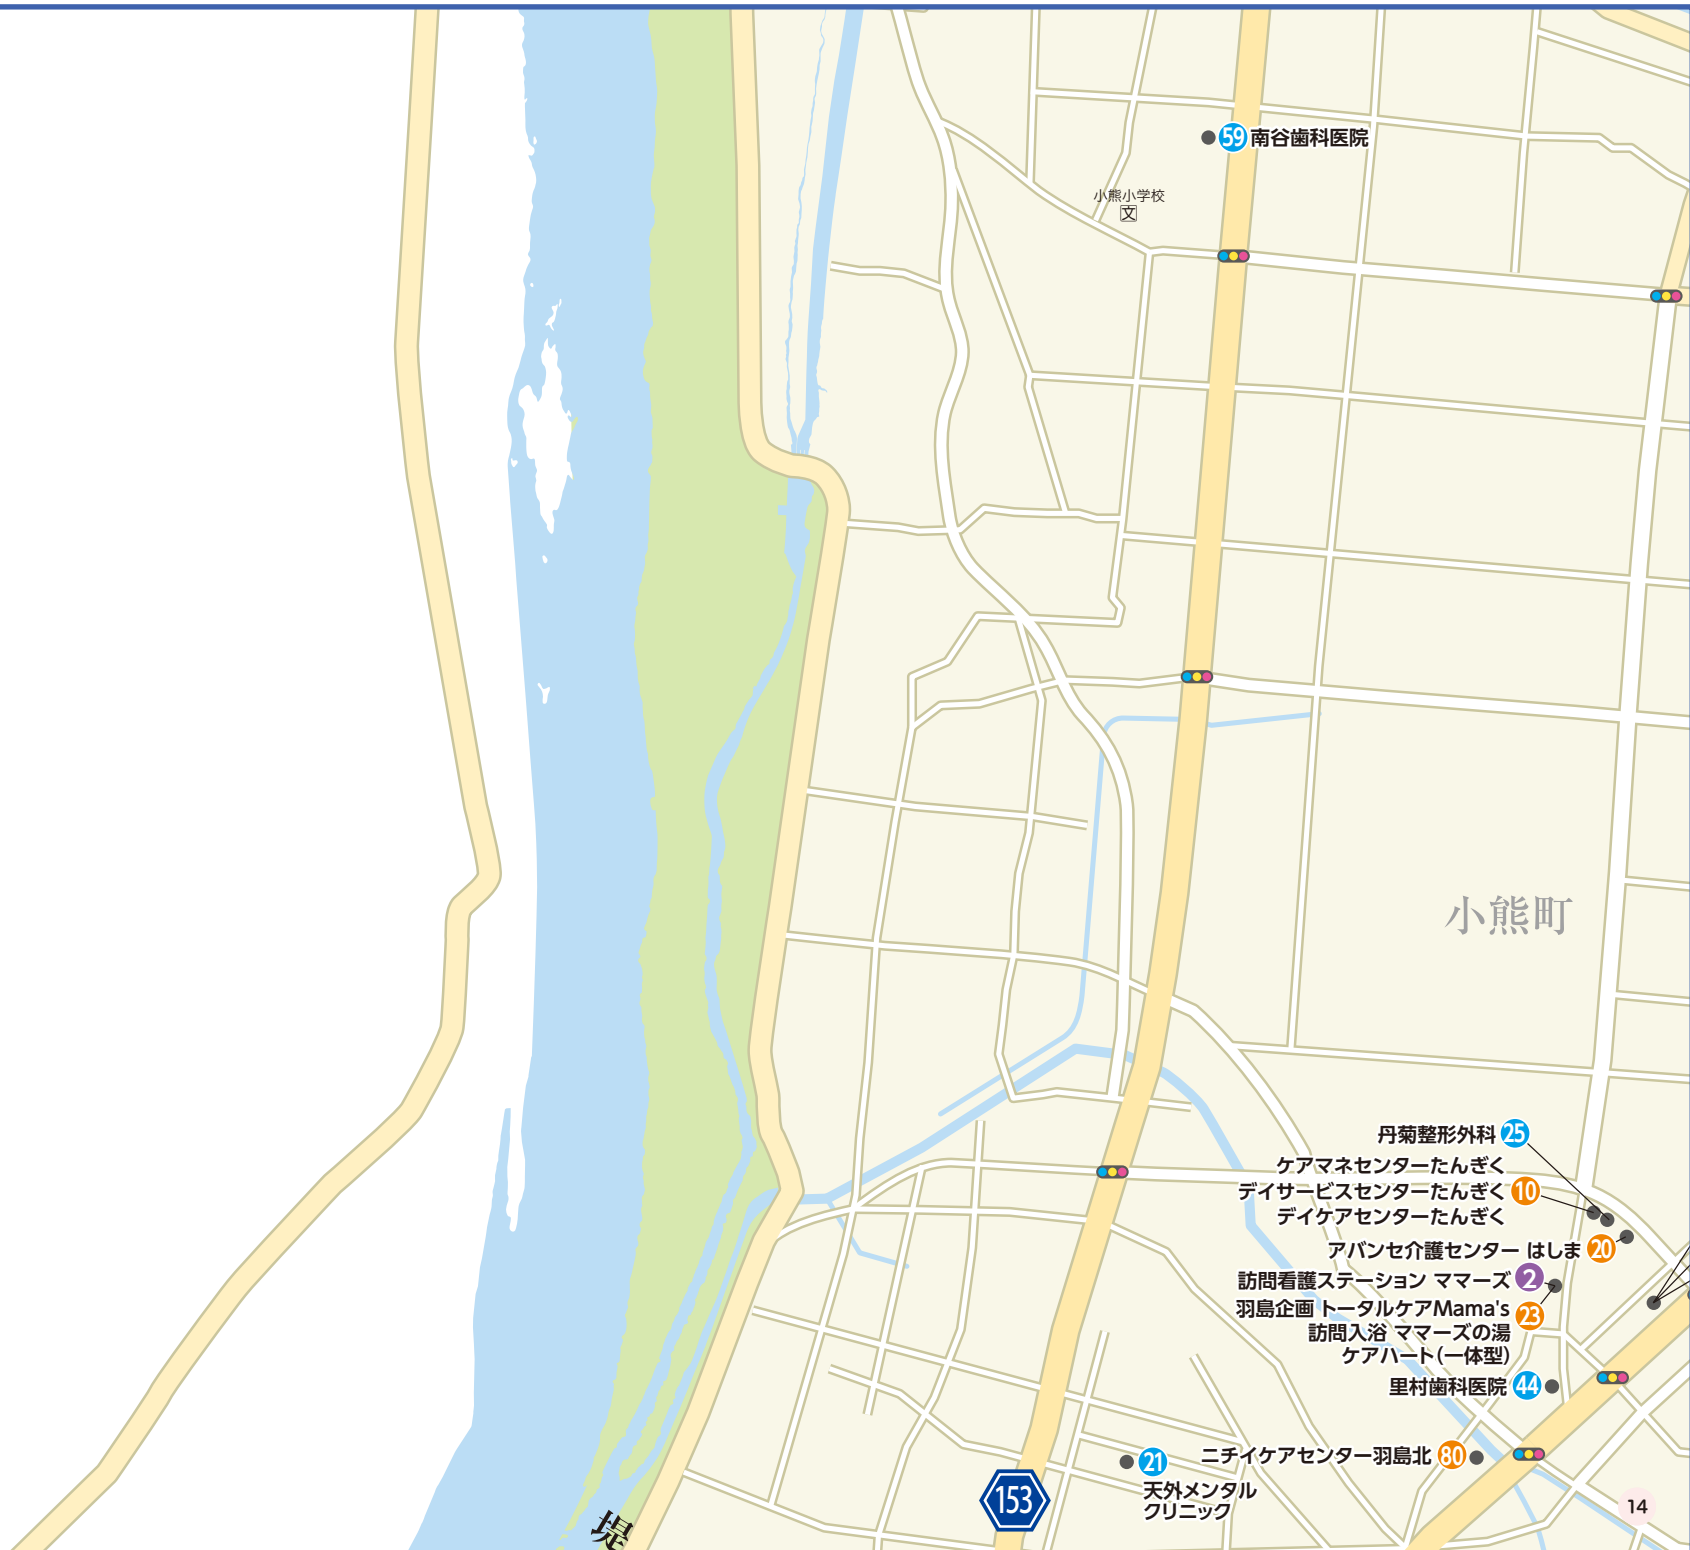 59 南谷歯科医院
小熊小学校
文
小熊町
丹菊整形外科 25
ケアマネセンターたんぎく
デイサービスセンターたんぎく 10
デイケアセンターたんぎく
アバンセ介護センター はしま 20
訪問看護ステーション ママーズ 2
羽島企画 トータルケアMama's 23
訪問入浴 ママーズの湯
ケアハート(一体型)
里村歯科医院 44
ニチイケアセンター羽島北 80
21
天外メンタル
クリニック
153
14
堤